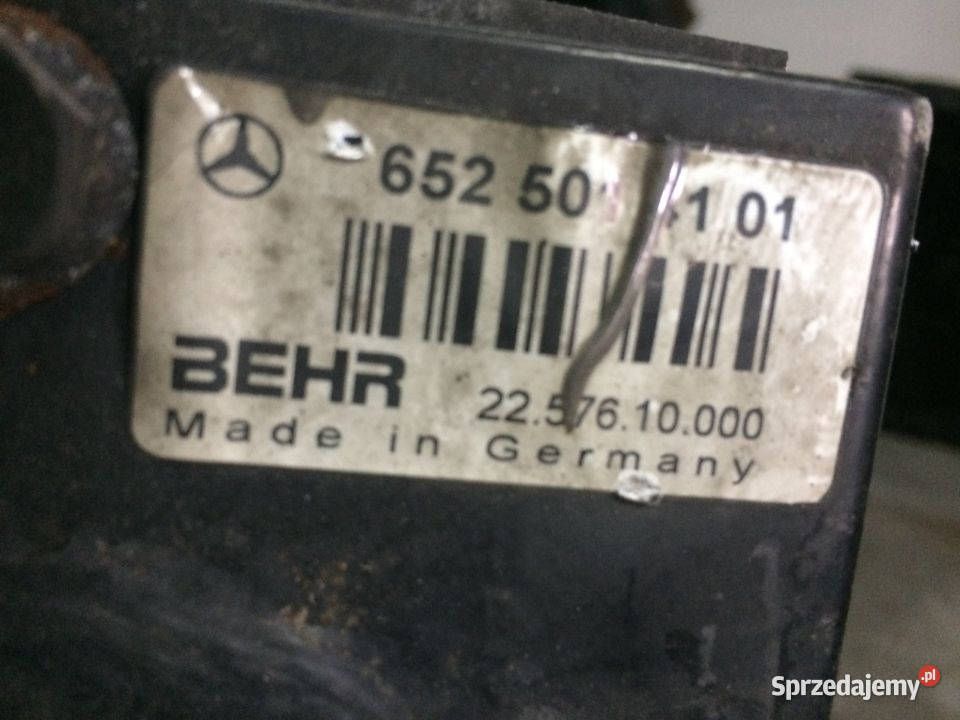 652 50 1 01
BEHR
22.576.10.000
Made in Germany
Sprzedajemy.pl